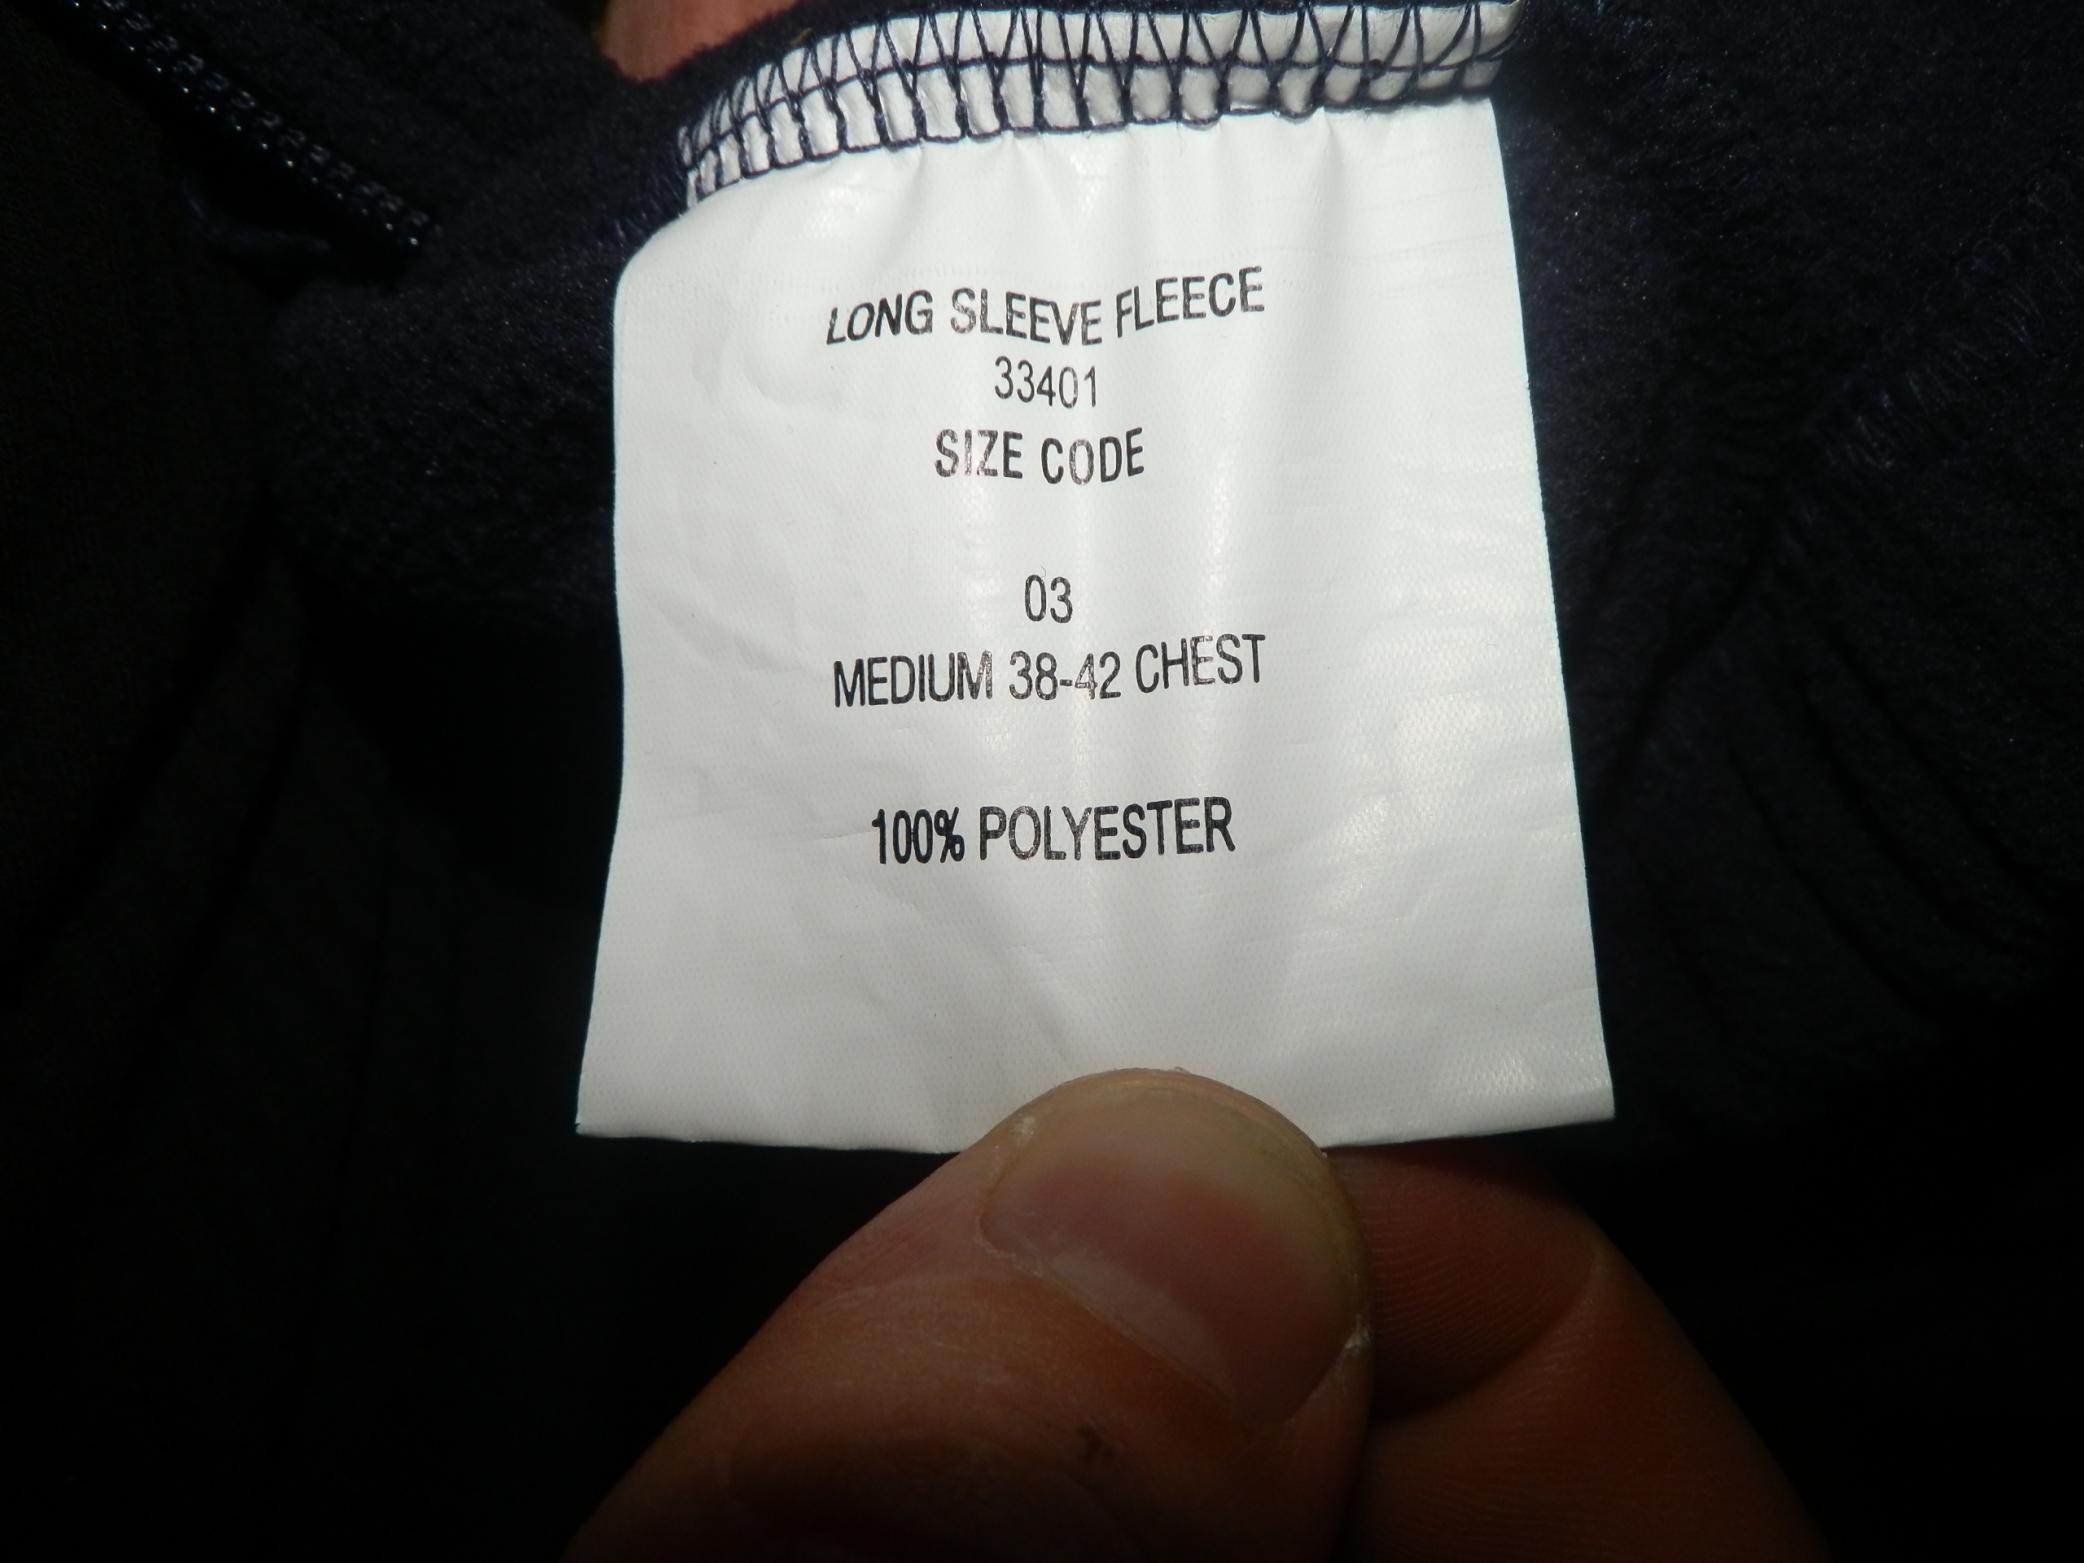 LONG SLEEVE FLEECE
33401
SIZE CODE
03
MEDIUM 38-42 CHEST
100% POLYESTER